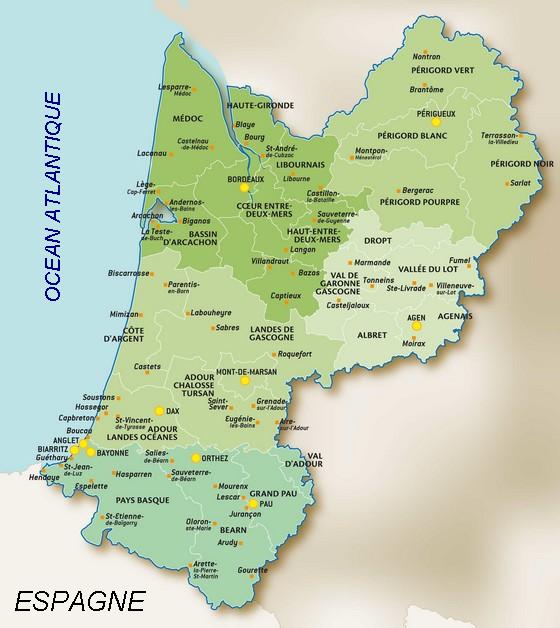 Nontron
PÉRIGORD VERT
Brantôme
Lesparre-
Médoc
HAUTE-GIRONDE
MÉDOC
Blaye
Bourg
PÉRIGUEUX
PÉRIGORD BLANC
Terrasson-
la-Villedieu
Castelnau
-de-Médoc
St-André-
de-Cubzac
Lacanau
LIBOURNAIS
Libourne
Montpon-
Ménestérol
PÉRIGORD NOIR
BORDEAUX
Lège-
Cap-Ferret
Castillon-
la-Bataille
Bergerac
Sarlat
PÉRIGORD POURPRE
Andernos-
les-Bains
CŒUR ENTRE-
DEUX-MERS
Arcachon
Biganos
Sauveterre-
de-Guyenne
La Teste-
de-Buch
BASSIN
D'ARCACHON
HAUT-ENTRE-
DEUX-MERS
DROPT
Langon
OCEAN ATLANTIQUE
Villandraut
Bazas
Marmande
Fumel
VALLÉE DU LOT
Biscarrosse
VAL DE
GARONNE
GASCOGNE
Tonneins
Ste-Livrade
Villeneuve-
sur-Lot
Parentis-
en-Born
Captieux
Casteljaloux
Mimizan
Labouheyre
AGEN
AGENAIS
Sabres
CÔTE
D'ARGENT
LANDES DE
GASCOGNE
ALBRET
Moirax
Roquefort
Castets
ADOUR
CHALOSSE
TURSAN
MONT-DE-MARSAN
Soustons
Hossegor
Capbreton
DAX
Saint-
Sever
Grenade
-sur-l'Adour
St-Vincent-
de-Tyrosse
Eugénie-
les-Bains
Aire-
sur-l'Adour
Boucau
ADOUR
LANDES OCÉANES
ANGLET
BIARRITZ
BAYONNE
Guéthary
Salies-
de-Béarn
ORTHEZ
VAL
D'ADOUR
St-Jean-
de-Luz
Hendaye
Hasparren
Sauveterre-
de-Béarn
Espelette
Mourenx
GRAND PAU
Lescar
PAU
PAYS BASQUE
Jurançon
St-Etienne-
de-Baïgorry
Oloron-
ste-Marie
BEARN
Arudy
Arette-
la-Pierre-
St-Martin
Gourette
ESPAGNE